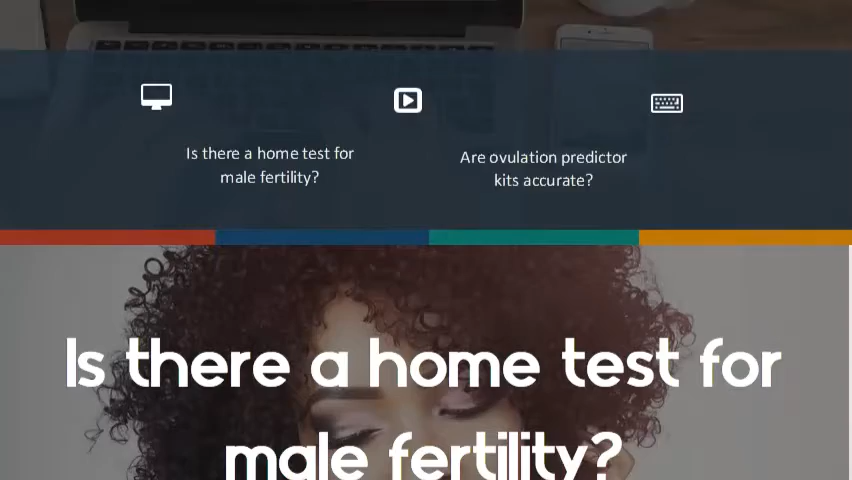 Is there a home test for
male fertility?
Are ovulation predictor
kits accurate?
Is there a home test for
male fertility?